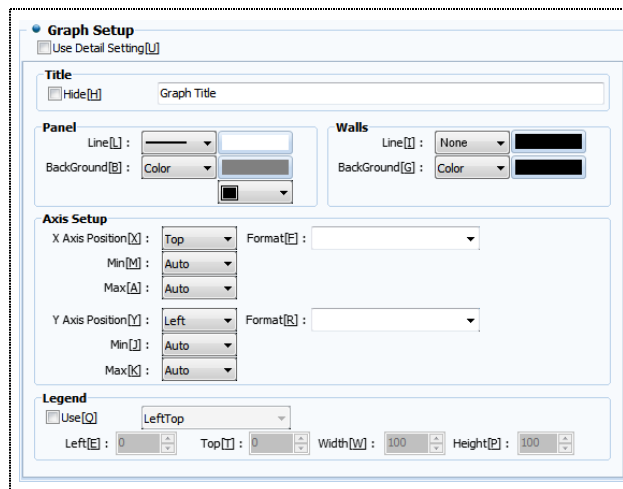 Graph Setup
Use Detail Setting[U]
Title
Hide[H] Graph Title
Panel
Line[L] :
BackGround[B] : Color
Walls
Line[I] : None
BackGround[G] : Color
Axis Setup
X Axis Position[X] : Top Format[F] :
Min[M] : Auto
Max[A] : Auto
Y Axis Position[Y] : Left Format[R] :
Min[J] : Auto
Max[K] : Auto
Legend
Use[O] LeftTop
Left[E] : 0 Top[T] : 0 Width[W] : 100 Height[P] : 100